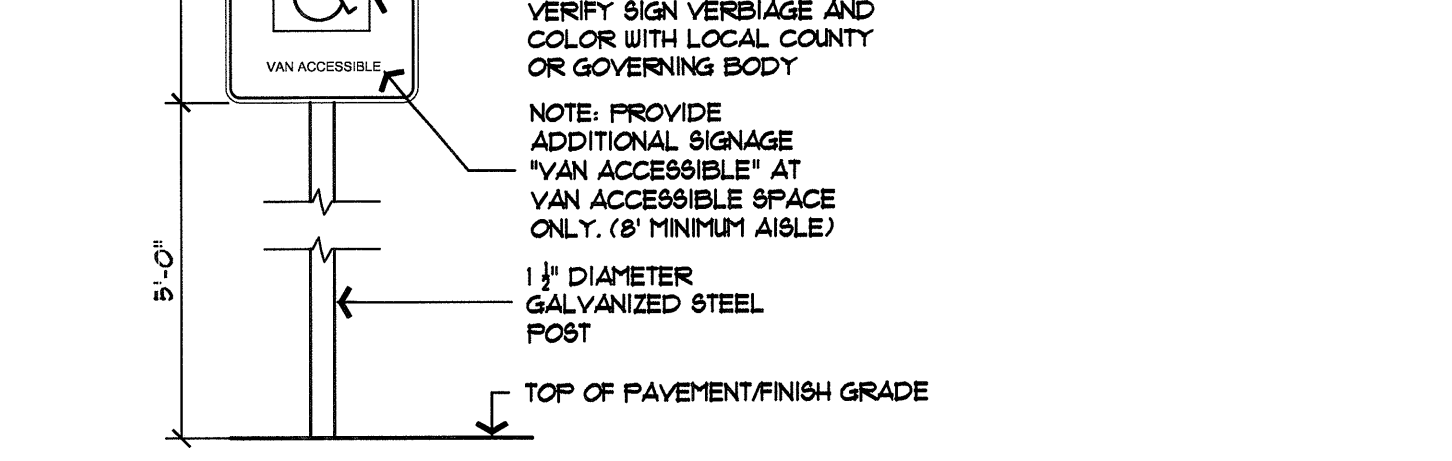 VERIFY SIGN VERBIAGE AND
COLOR WITH LOCAL COUNTY
OR GOVERNING BODY
VAN ACCESSIBLE
NOTE: PROVIDE
ADDITIONAL SIGNAGE
"VAN ACCESSIBLE" AT
VAN ACCESSIBLE SPACE
ONLY. (8' MINIMUM AISLE)
5'-0"
1 ½" DIAMETER
GALVANIZED STEEL
POST
TOP OF PAVEMENT/FINISH GRADE